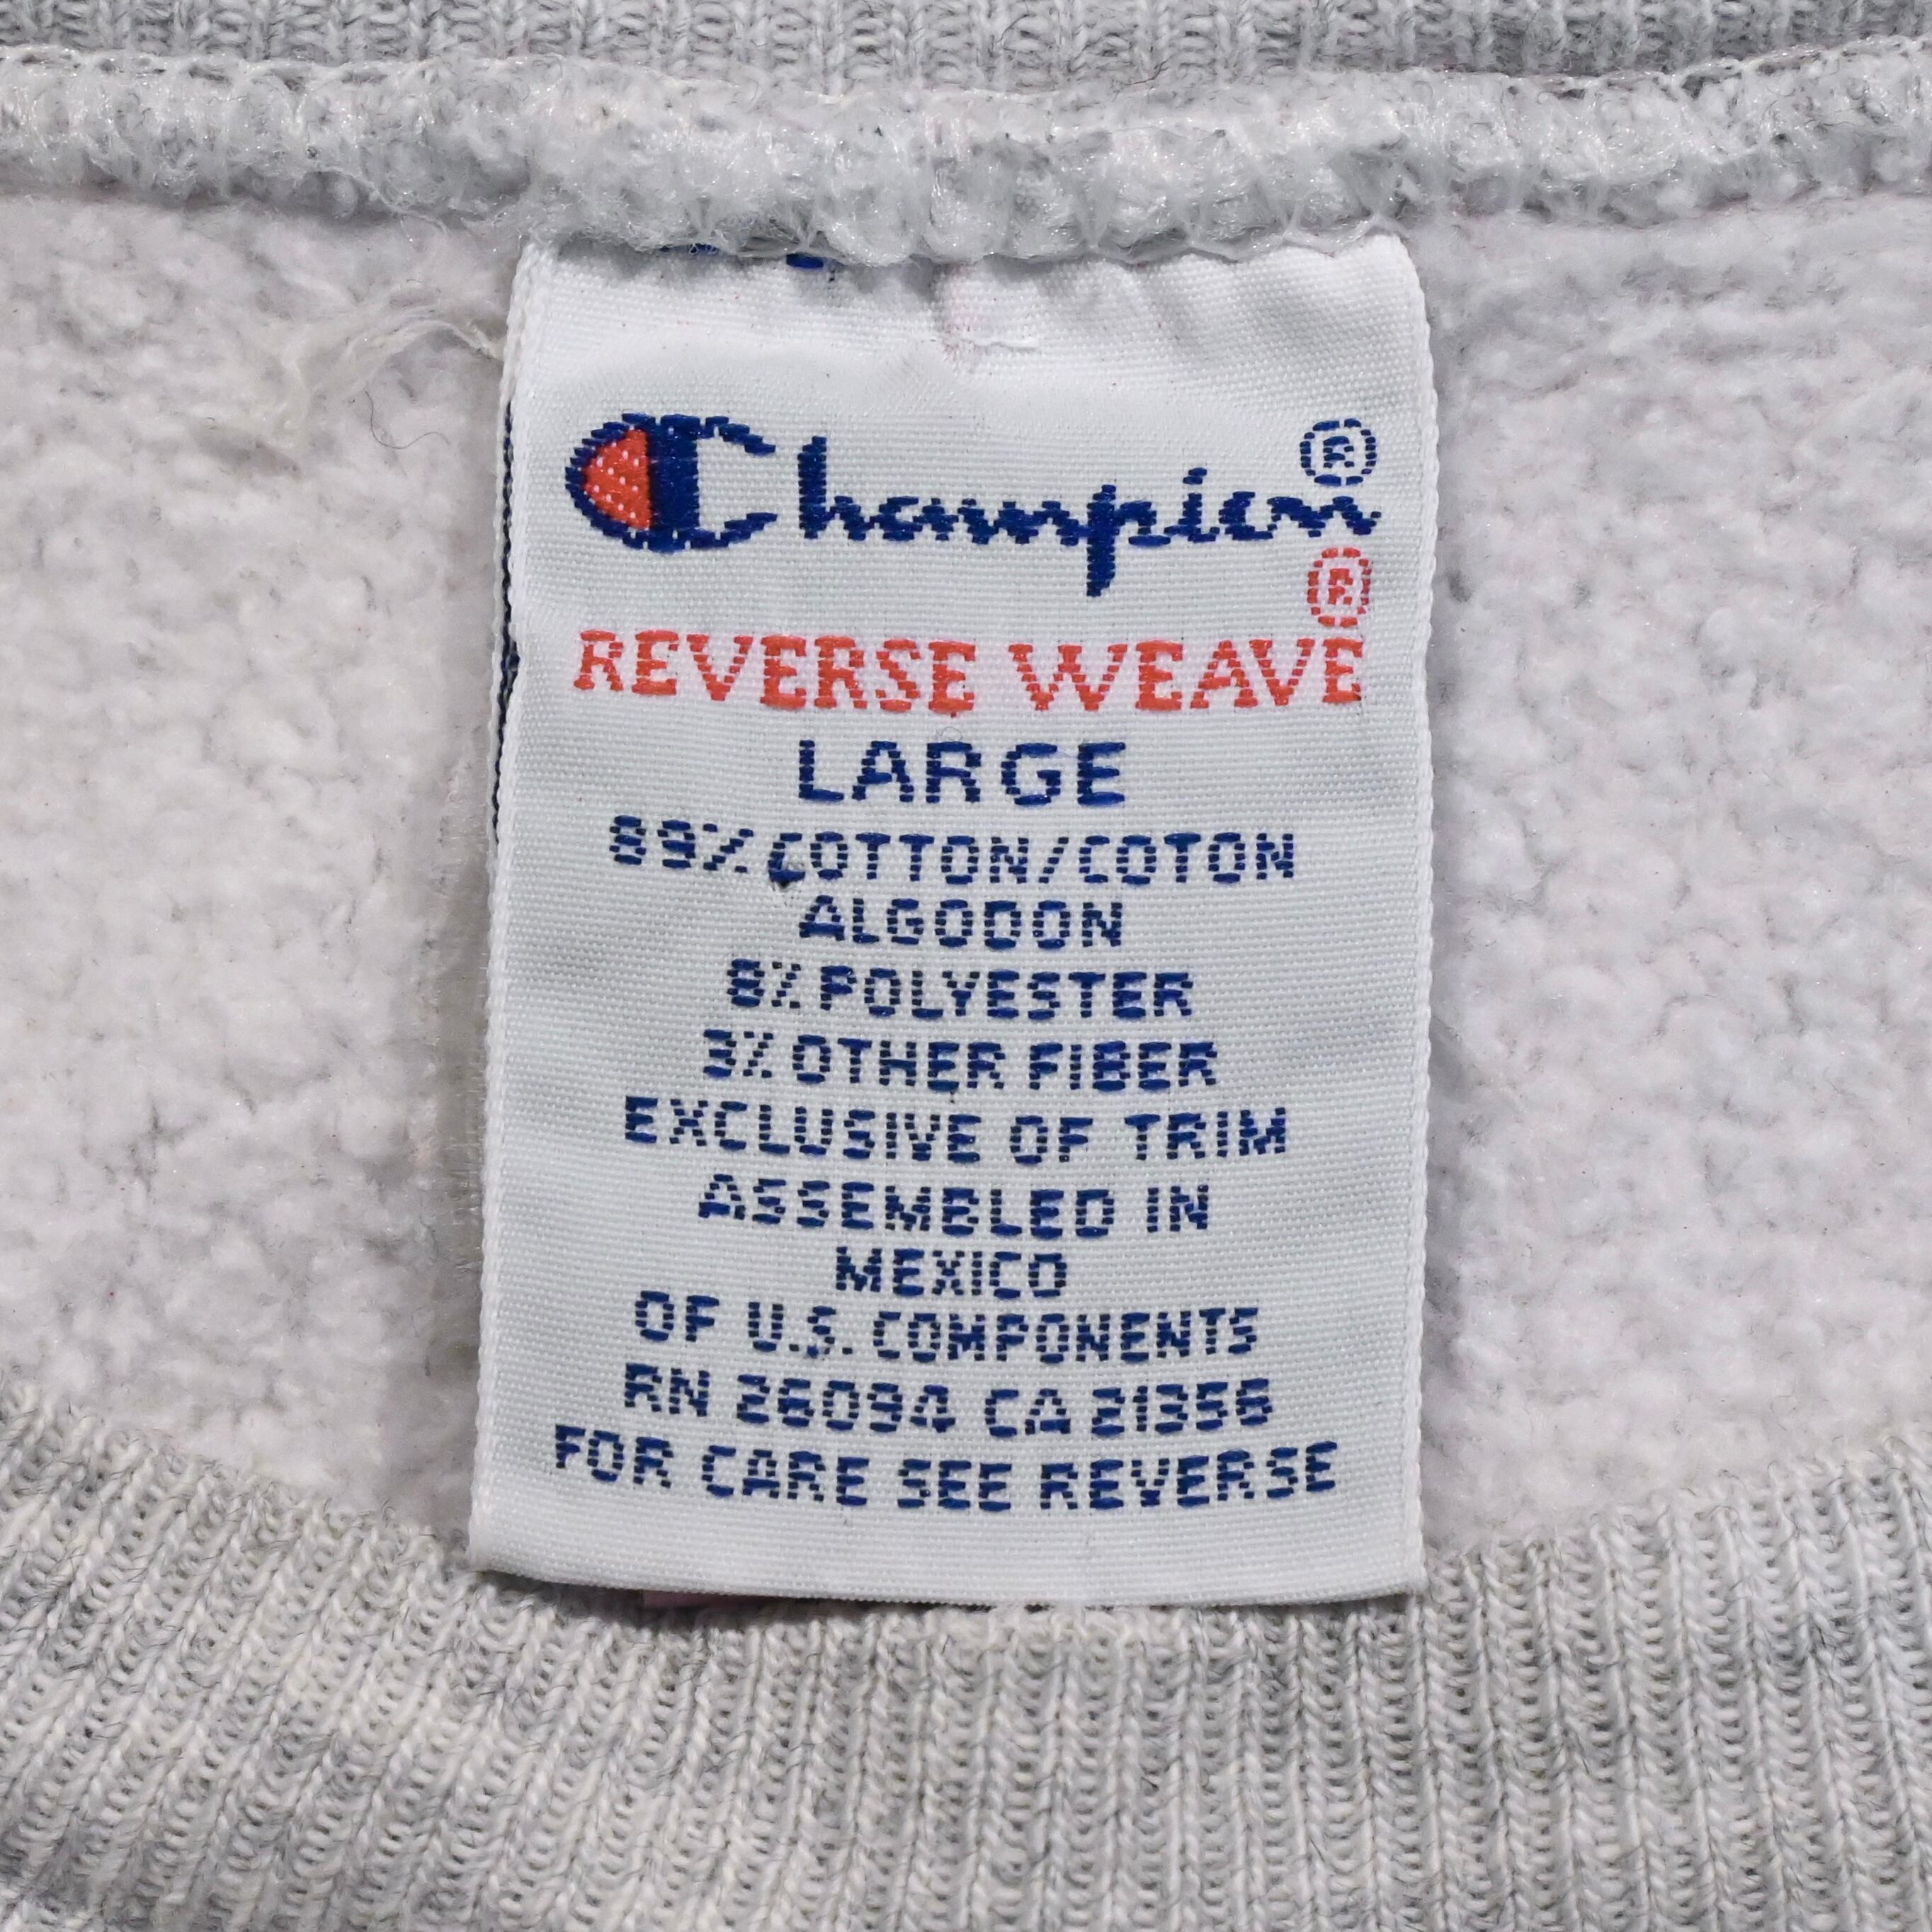 Champion®
®
REVERSE WEAVE
LARGE
89% COTTON/COTON
ALGODON
8% POLYESTER
3% OTHER FIBER
EXCLUSIVE OF TRIM
ASSEMBLED IN
MEXICO
OF U.S. COMPONENTS
RN 26094 CA 21356
FOR CARE SEE REVERSE